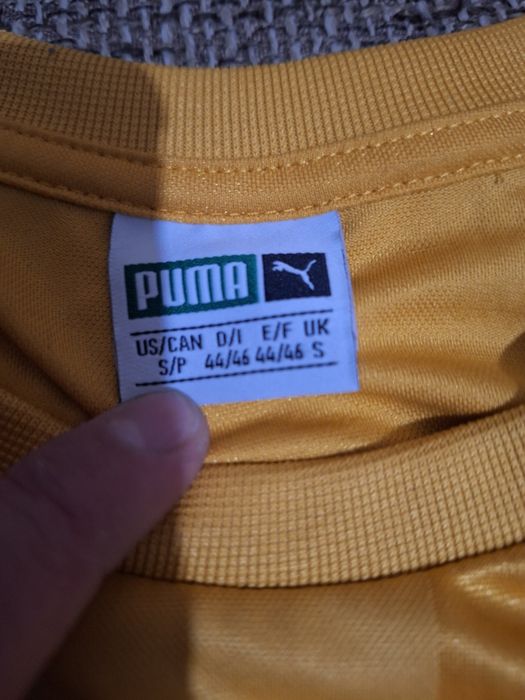 PUMA
US/CAN D/I E/F UK
S/P 44/46 44/46 S